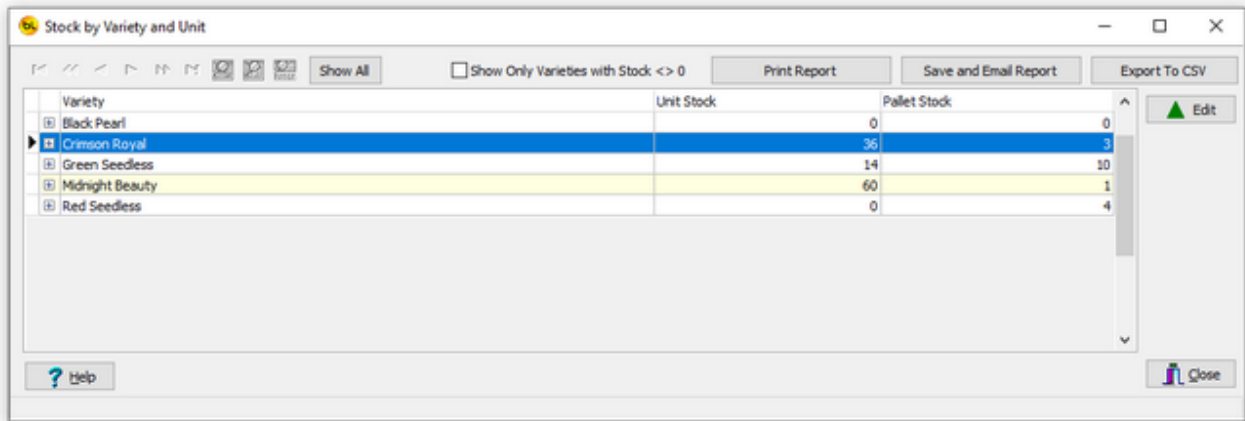 Stock by Variety and Unit
Show All Show Only Varieties with Stock <> 0 Print Report Save and Email Report Export To CSV
Variety Unit Stock Pallet Stock
Edit
Black Pearl 0 0
Crimson Royal 36 3
Green Seedless 14 10
Midnight Beauty 60 1
Red Seedless 0 4
? Help
Close